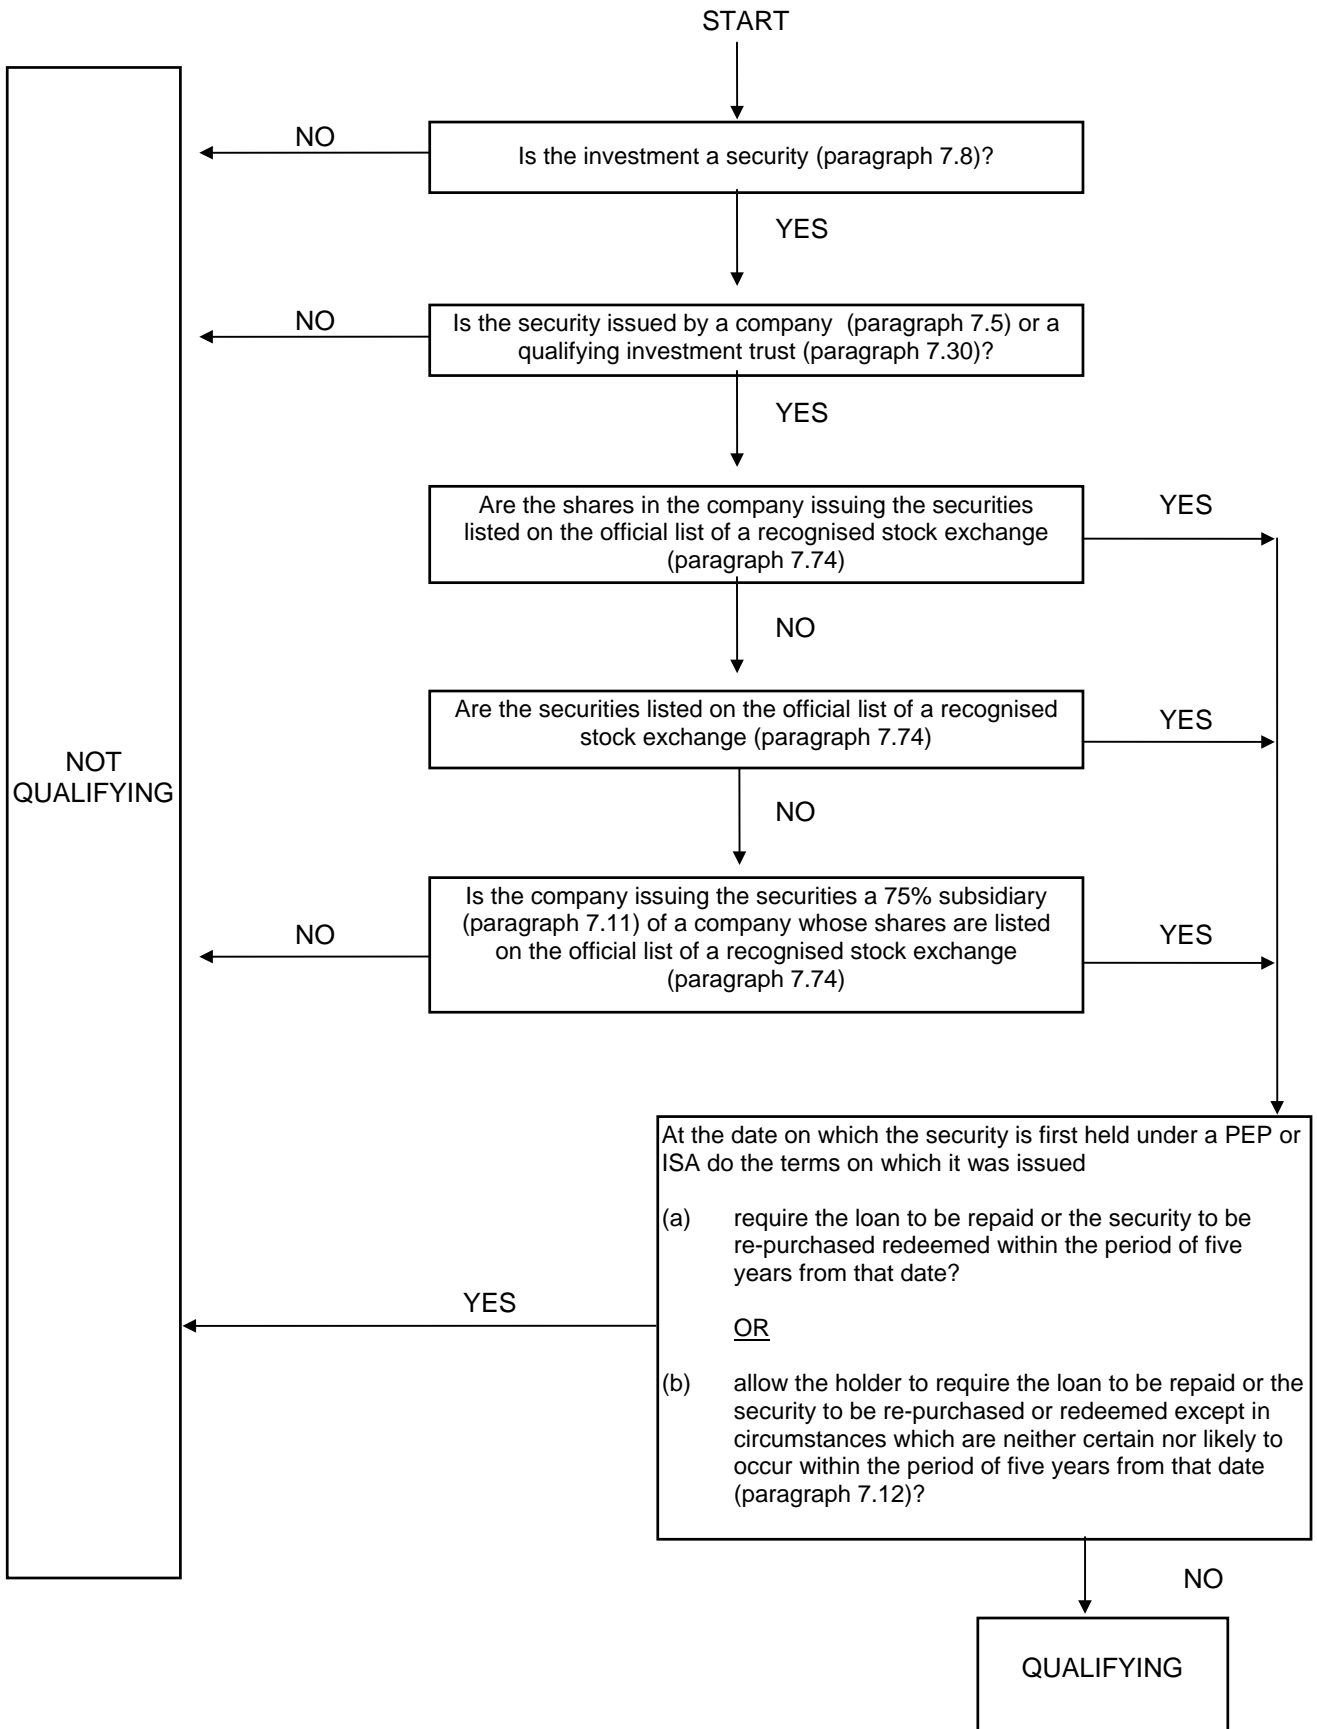 START
NO
Is the investment a security (paragraph 7.8)?
YES
NO
Is the security issued by a company  (paragraph 7.5) or a
qualifying investment trust (paragraph 7.30)?
YES
Are the shares in the company issuing the securities
listed on the official list of a recognised stock exchange
(paragraph 7.74)
YES
NO
Are the securities listed on the official list of a recognised
stock exchange (paragraph 7.74)
YES
NOT
QUALIFYING
NO
Is the company issuing the securities a 75% subsidiary
(paragraph 7.11) of a company whose shares are listed
on the official list of a recognised stock exchange
(paragraph 7.74)
NO
YES
At the date on which the security is first held under a PEP or
ISA do the terms on which it was issued
(a) require the loan to be repaid or the security to be
re-purchased redeemed within the period of five
years from that date?
YES
OR
(b) allow the holder to require the loan to be repaid or the
security to be re-purchased or redeemed except in
circumstances which are neither certain nor likely to
occur within the period of five years from that date
(paragraph 7.12)?
NO
QUALIFYING